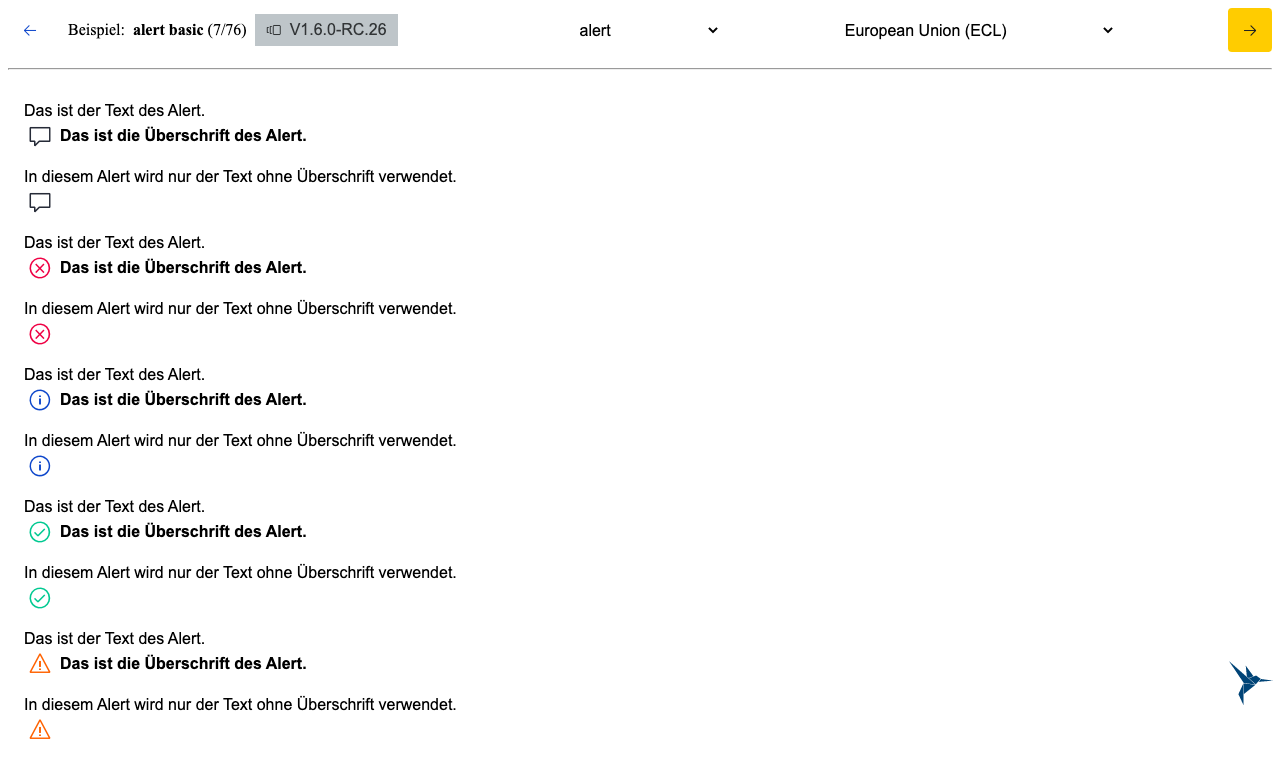 Beispiel: alert basic (7/76) V1.6.0-RC.26 alert European Union (ECL)
Das ist der Text des Alert.
Das ist die Überschrift des Alert.
In diesem Alert wird nur der Text ohne Überschrift verwendet.
Das ist der Text des Alert.
Das ist die Überschrift des Alert.
In diesem Alert wird nur der Text ohne Überschrift verwendet.
Das ist der Text des Alert.
Das ist die Überschrift des Alert.
In diesem Alert wird nur der Text ohne Überschrift verwendet.
Das ist der Text des Alert.
Das ist die Überschrift des Alert.
In diesem Alert wird nur der Text ohne Überschrift verwendet.
Das ist der Text des Alert.
Das ist die Überschrift des Alert.
In diesem Alert wird nur der Text ohne Überschrift verwendet.